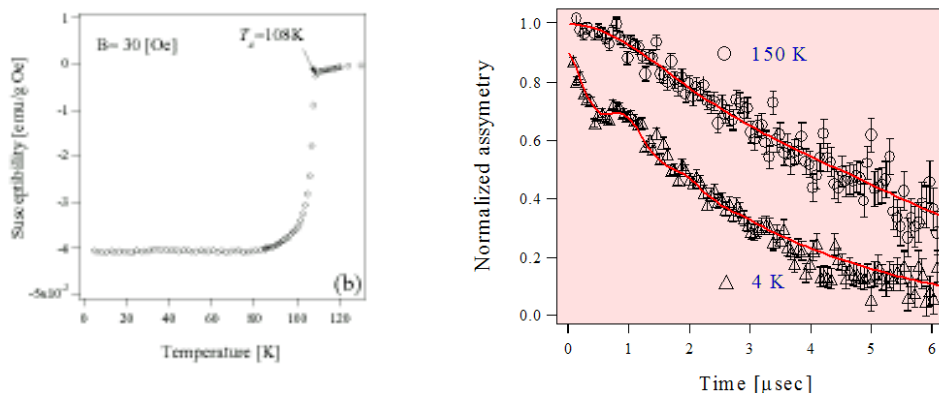 B= 30 [Oe]
T_c=108K
Susceptibility [emu/g Oe]
1
0
-1
-2
-3
-4
-5x10⁻³
0
20
40
60
80
100
120
(b)
Temperature [K]
Normalized assymetry
1.0
0.8
0.6
0.4
0.2
0.0
150 K
4 K
0
1
2
3
4
5
6
Time [μsec]